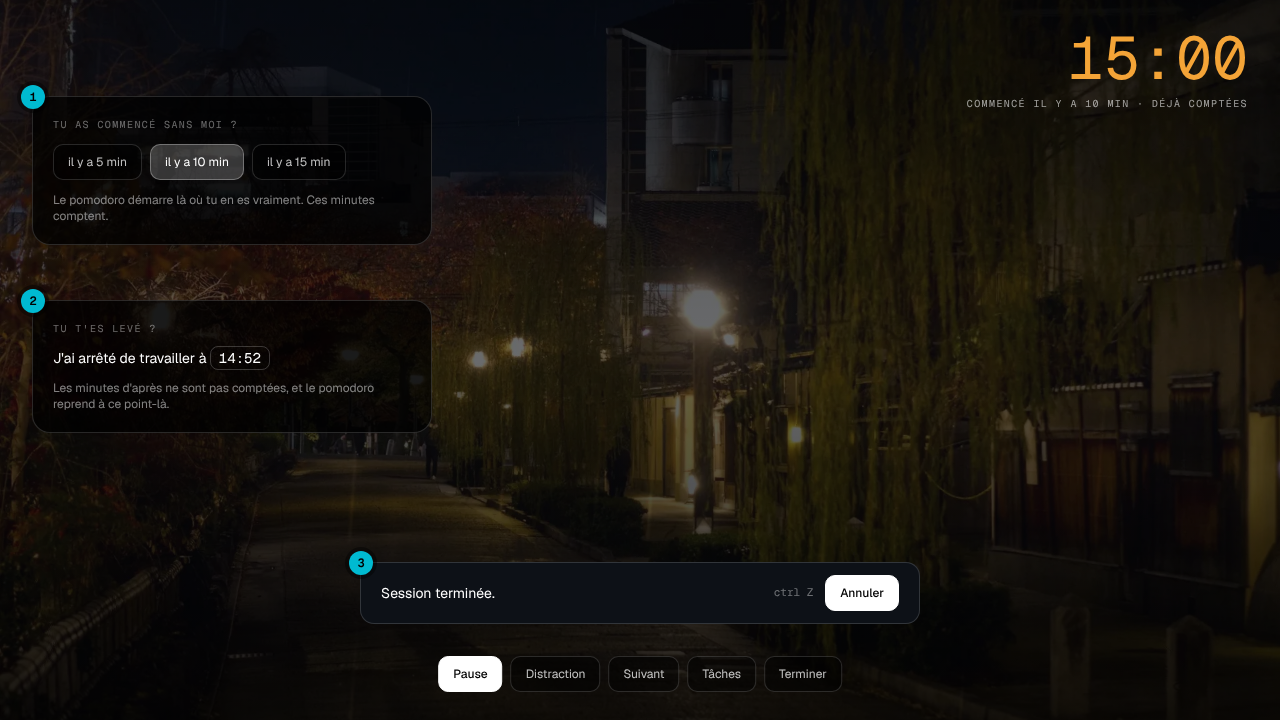 15:00
COMMENCÉ IL Y A 10 MIN · DÉJÀ COMPTÉES
1
TU AS COMMENCÉ SANS MOI ?
il y a 5 min
il y a 10 min
il y a 15 min
Le pomodoro démarre là où tu en es vraiment. Ces minutes
comptent.
2
TU T'ES LEVÉ ?
J'ai arrêté de travailler à 14:52
Les minutes d'après ne sont pas comptées, et le pomodoro
reprend à ce point-là.
3
Session terminée.
ctrl Z
Annuler
Pause
Distraction
Suivant
Tâches
Terminer